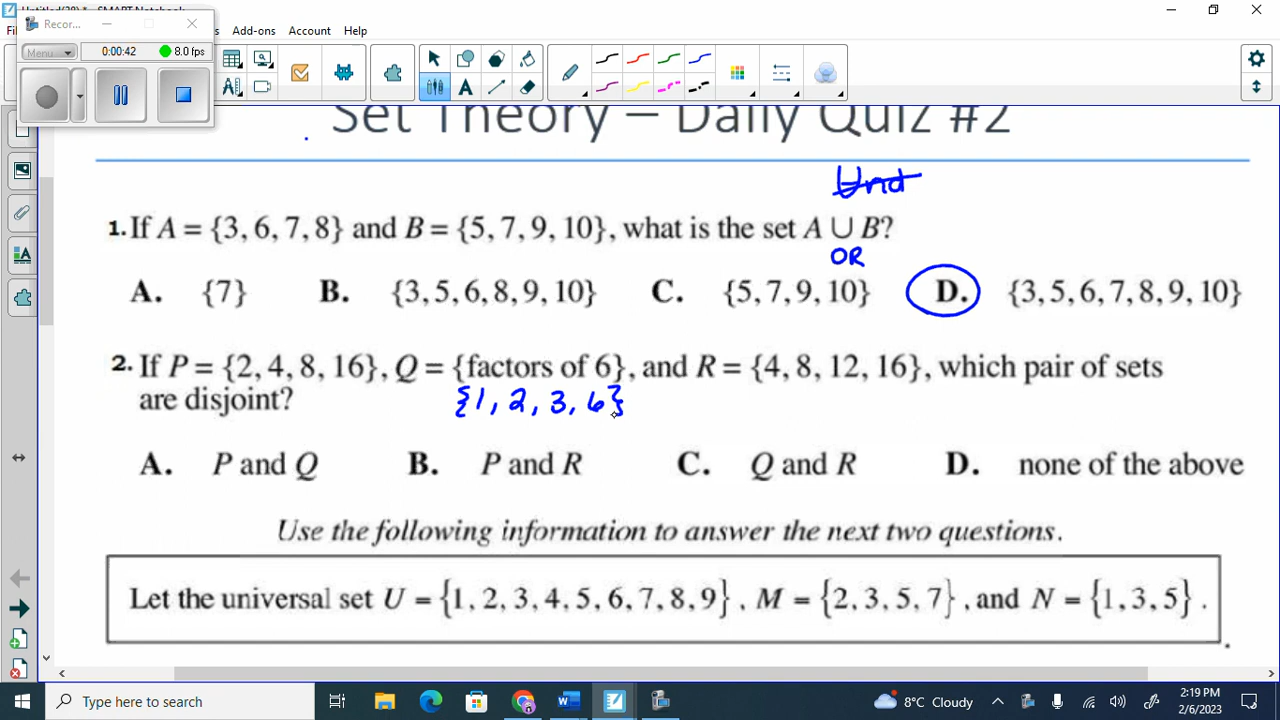 Untitled(28) * - SMART Notebook
Recor...
Add-ons Account Help
Menu
0:00:42
8.0 fps
Set Theory – Daily Quiz #2
Und
1. If A = {3, 6, 7, 8} and B = {5, 7, 9, 10}, what is the set A ∪ B?
OR
A. {7} B. {3, 5, 6, 8, 9, 10} C. {5, 7, 9, 10} D. {3, 5, 6, 7, 8, 9, 10}
2. If P = {2, 4, 8, 16}, Q = {factors of 6}, and R = {4, 8, 12, 16}, which pair of sets
are disjoint?
{1, 2, 3, 6}
A. P and Q B. P and R C. Q and R D. none of the above
Use the following information to answer the next two questions.
Let the universal set U = {1, 2, 3, 4, 5, 6, 7, 8, 9} , M = {2, 3, 5, 7} , and N = {1, 3, 5} .
Type here to search
8°C Cloudy
2:19 PM
2/6/2023